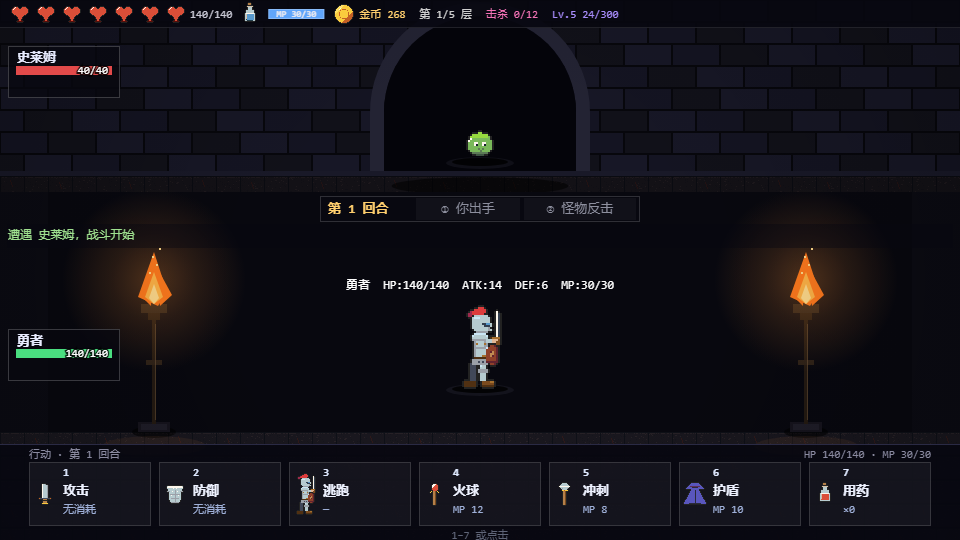 140/140 MP 30/30 金币 268 第 1/5 层 击杀 0/12 Lv.5 24/300
史莱姆
40/40
第 1 回合 ① 你出手 ② 怪物反击
遭遇 史莱姆，战斗开始
勇者 HP:140/140 ATK:14 DEF:6 MP:30/30
勇者
140/140
行动 · 第 1 回合 HP 140/140 · MP 30/30
1 2 3 4 5 6 7
攻击 防御 逃跑 火球 冲刺 护盾 用药
无消耗 无消耗 — MP 12 MP 8 MP 10 ×0
1-7 或点击